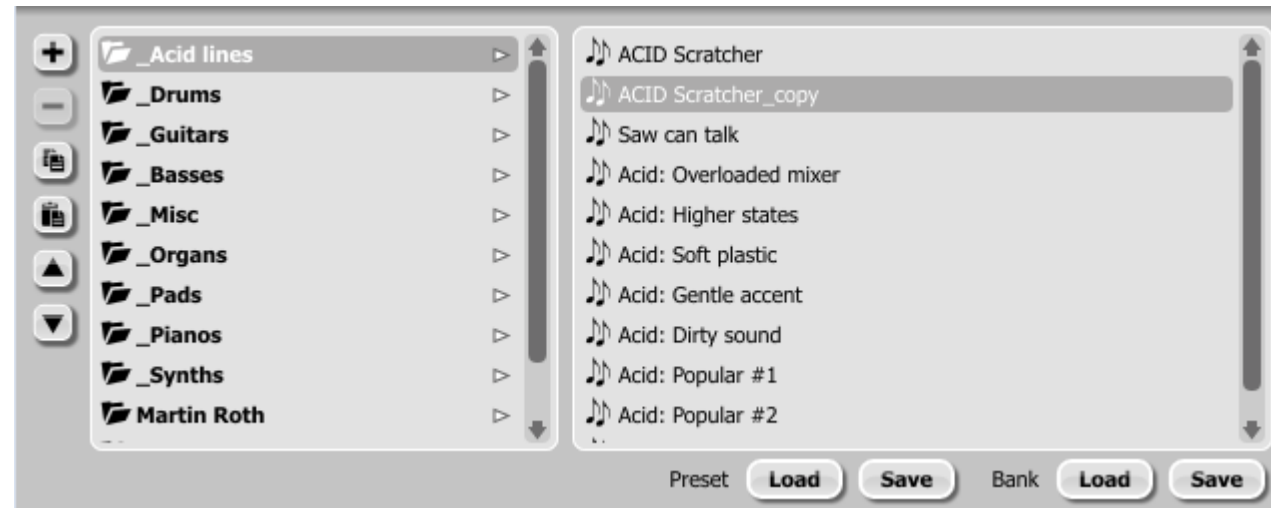 _Acid lines
_Drums
_Guitars
_Basses
_Misc
_Organs
_Pads
_Pianos
_Synths
Martin Roth
ACID Scratcher
ACID Scratcher_copy
Saw can talk
Acid: Overloaded mixer
Acid: Higher states
Acid: Soft plastic
Acid: Gentle accent
Acid: Dirty sound
Acid: Popular #1
Acid: Popular #2
Preset Load Save Bank Load Save